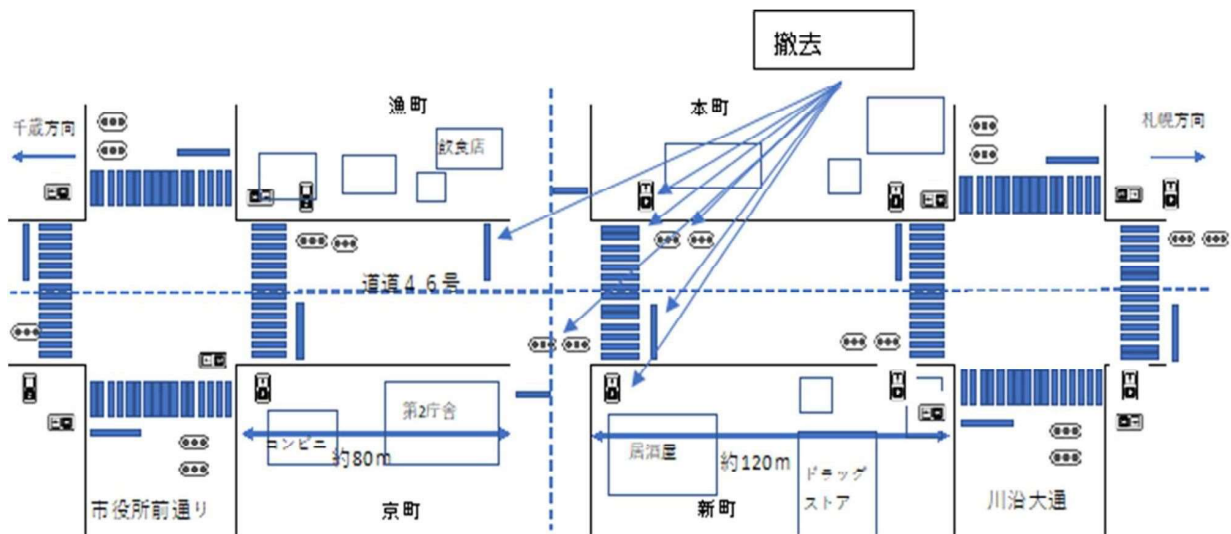 撤去
漁町
本町
千歳方向
札幌方向
飲食店
道道46号
第2庁舎
コンビニ
約80m
居酒屋
約120m
ドラッグ
ストア
市役所前通り
京町
新町
川沿大通